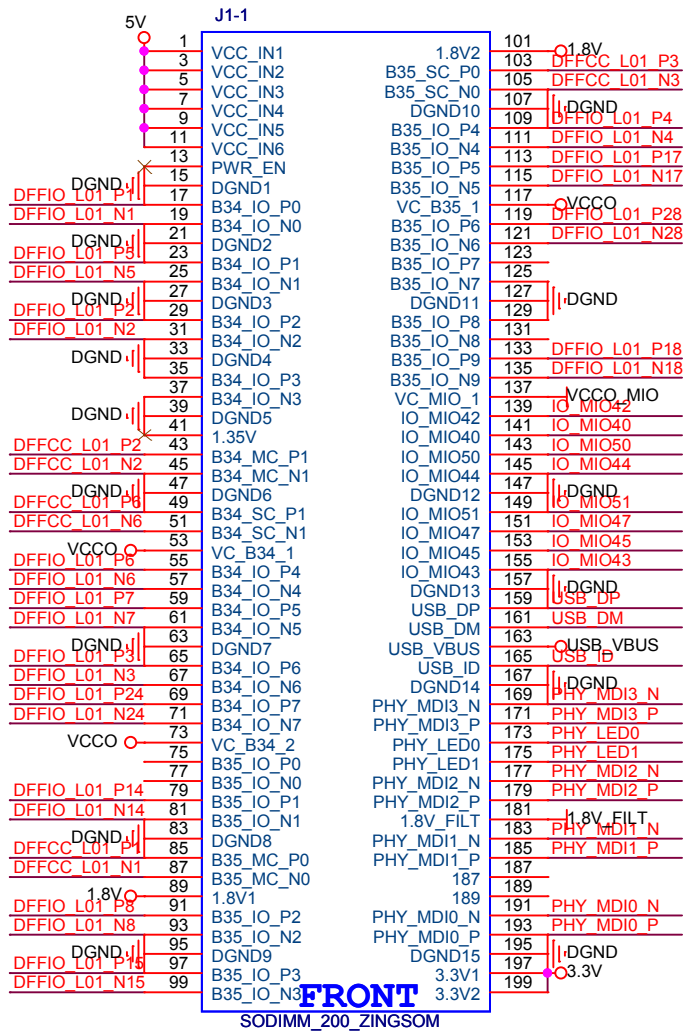 J1-1
5V
1 VCC_IN1
3 VCC_IN2
5 VCC_IN3
7 VCC_IN4
9 VCC_IN5
11 VCC_IN6
13 PWR_EN
DGND 15 DGND1
DFFIO_L01_P1 17 B34_IO_P0
DFFIO_L01_N1 19 B34_IO_N0
DGND 21 DGND2
DFFIO_L01_P5 23 B34_IO_P1
DFFIO_L01_N5 25 B34_IO_N1
DGND 27 DGND3
DFFIO_L01_P2 29 B34_IO_P2
DFFIO_L01_N2 31 B34_IO_N2
DGND 33 DGND4
35 B34_IO_P3
37 B34_IO_N3
DGND 39 DGND5
41 1.35V
DFFCC_L01_P2 43 B34_MC_P1
DFFCC_L01_N2 45 B34_MC_N1
DGND 47 DGND6
DFFCC_L01_P6 49 B34_SC_P1
DFFCC_L01_N6 51 B34_SC_N1
VCCO 53 VC_B34_1
DFFIO_L01_P6 55 B34_IO_P4
DFFIO_L01_N6 57 B34_IO_N4
DFFIO_L01_P7 59 B34_IO_P5
DFFIO_L01_N7 61 B34_IO_N5
DGND 63 DGND7
DFFIO_L01_P3 65 B34_IO_P6
DFFIO_L01_N3 67 B34_IO_N6
DFFIO_L01_P24 69 B34_IO_P7
DFFIO_L01_N24 71 B34_IO_N7
VCCO 73 VC_B34_2
75 B35_IO_P0
77 B35_IO_N0
DFFIO_L01_P14 79 B35_IO_P1
DFFIO_L01_N14 81 B35_IO_N1
DGND 83 DGND8
DFFCC_L01_P1 85 B35_MC_P0
DFFCC_L01_N1 87 B35_MC_N0
1.8V 89 1.8V1
DFFIO_L01_P8 91 B35_IO_P2
DFFIO_L01_N8 93 B35_IO_N2
DGND 95 DGND9
DFFIO_L01_P15 97 B35_IO_P3
DFFIO_L01_N15 99 B35_IO_N3
1.8V2 101 1.8V
B35_SC_P0 103 DFFCC_L01_P3
B35_SC_N0 105 DFFCC_L01_N3
DGND10 107 DGND
B35_IO_P4 109 DFFIO_L01_P4
B35_IO_N4 111 DFFIO_L01_N4
B35_IO_P5 113 DFFIO_L01_P17
B35_IO_N5 115 DFFIO_L01_N17
VC_B35_1 117 VCCO
B35_IO_P6 119 DFFIO_L01_P28
B35_IO_N6 121 DFFIO_L01_N28
B35_IO_P7 123
B35_IO_N7 125
DGND11 127 DGND
B35_IO_P8 129
B35_IO_N8 131
B35_IO_P9 133 DFFIO_L01_P18
B35_IO_N9 135 DFFIO_L01_N18
VC_MIO_1 137 VCCO_MIO
IO_MIO42 139 IO_MIO42
IO_MIO40 141 IO_MIO40
IO_MIO50 143 IO_MIO50
IO_MIO44 145 IO_MIO44
DGND12 147 DGND
IO_MIO51 149 IO_MIO51
IO_MIO47 151 IO_MIO47
IO_MIO45 153 IO_MIO45
IO_MIO43 155 IO_MIO43
DGND13 157 DGND
USB_DP 159 USB_DP
USB_DM 161 USB_DM
USB_VBUS 163 USB_VBUS
USB_ID 165 USB_ID
DGND14 167 DGND
PHY_MDI3_N 169 PHY_MDI3_N
PHY_MDI3_P 171 PHY_MDI3_P
PHY_LED0 173 PHY_LED0
PHY_LED1 175 PHY_LED1
PHY_MDI2_N 177 PHY_MDI2_N
PHY_MDI2_P 179 PHY_MDI2_P
1.8V_FILT 181 1.8V_FILT
PHY_MDI1_N 183 PHY_MDI1_N
PHY_MDI1_P 185 PHY_MDI1_P
187 187
189 189
PHY_MDI0_N 191 PHY_MDI0_N
PHY_MDI0_P 193 PHY_MDI0_P
DGND15 195 DGND
3.3V1 197 3.3V
3.3V2 199
FRONT
SODIMM_200_ZINGSOM